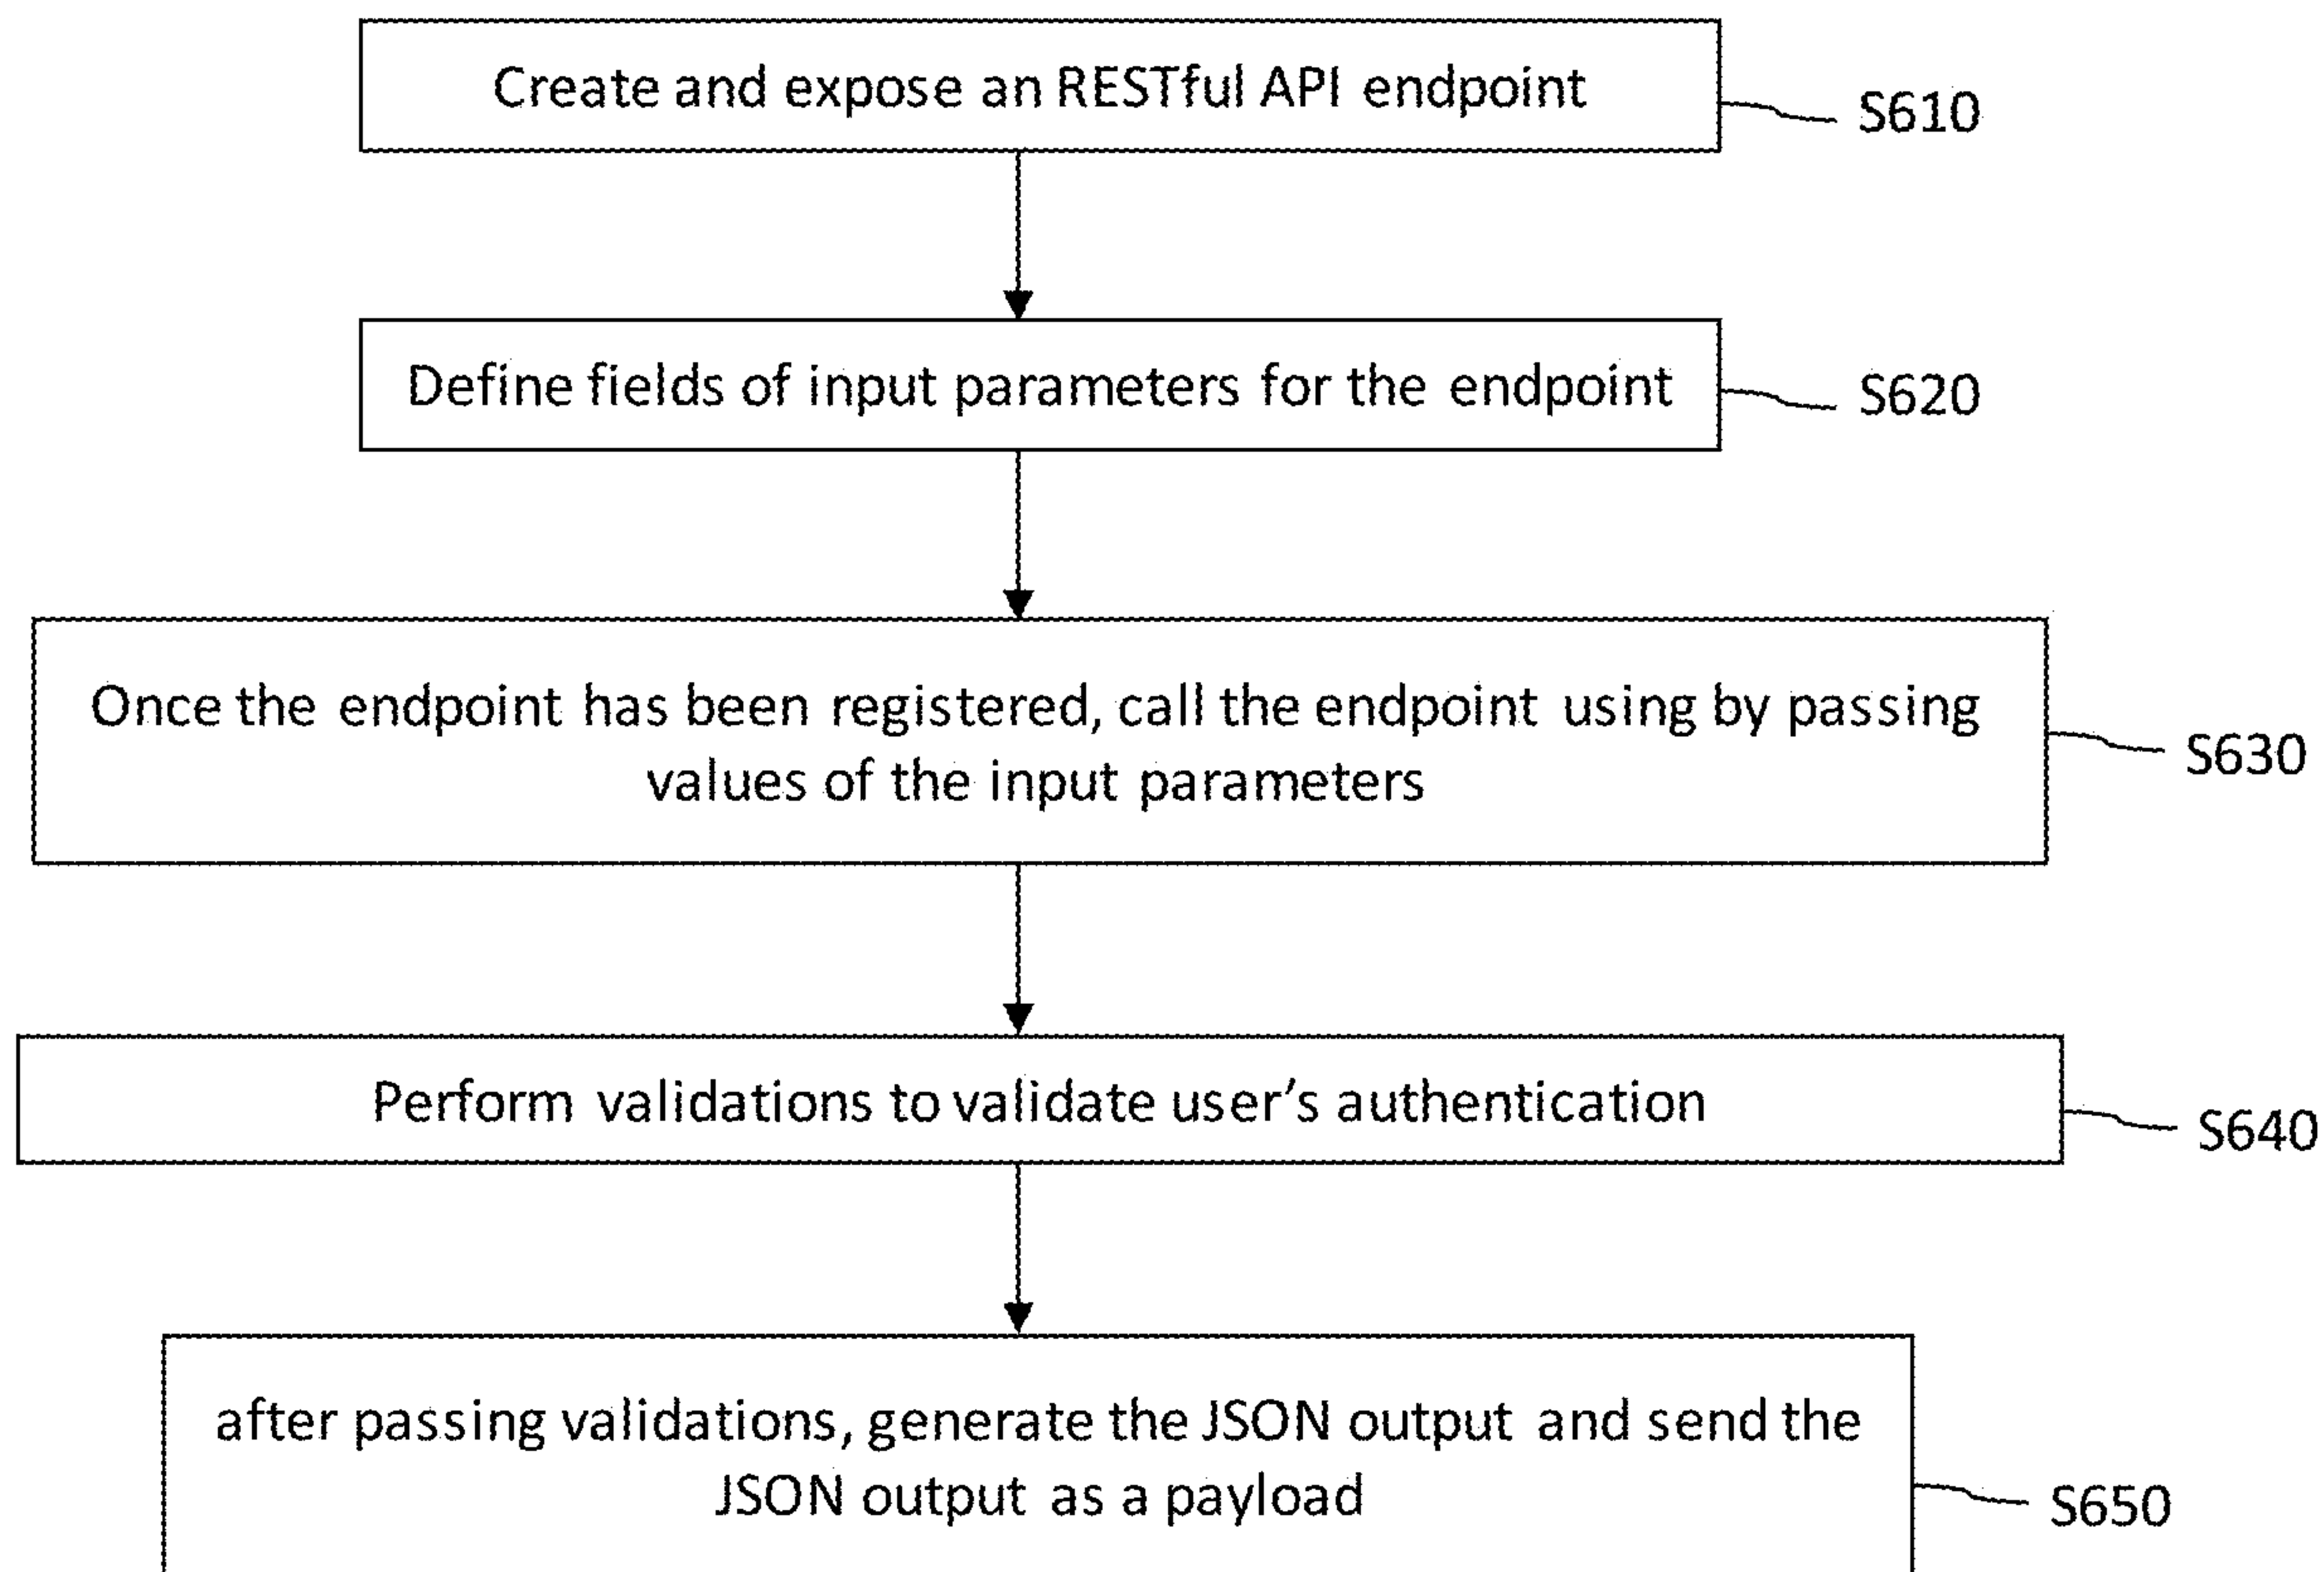 Create and expose an RESTful API endpoint
S610
Define fields of input parameters for the endpoint
S620
Once the endpoint has been registered, call the endpoint using by passing
values of the input parameters
S630
Perform validations to validate user's authentication
S640
after passing validations, generate the JSON output and send the
JSON output as a payload
S650